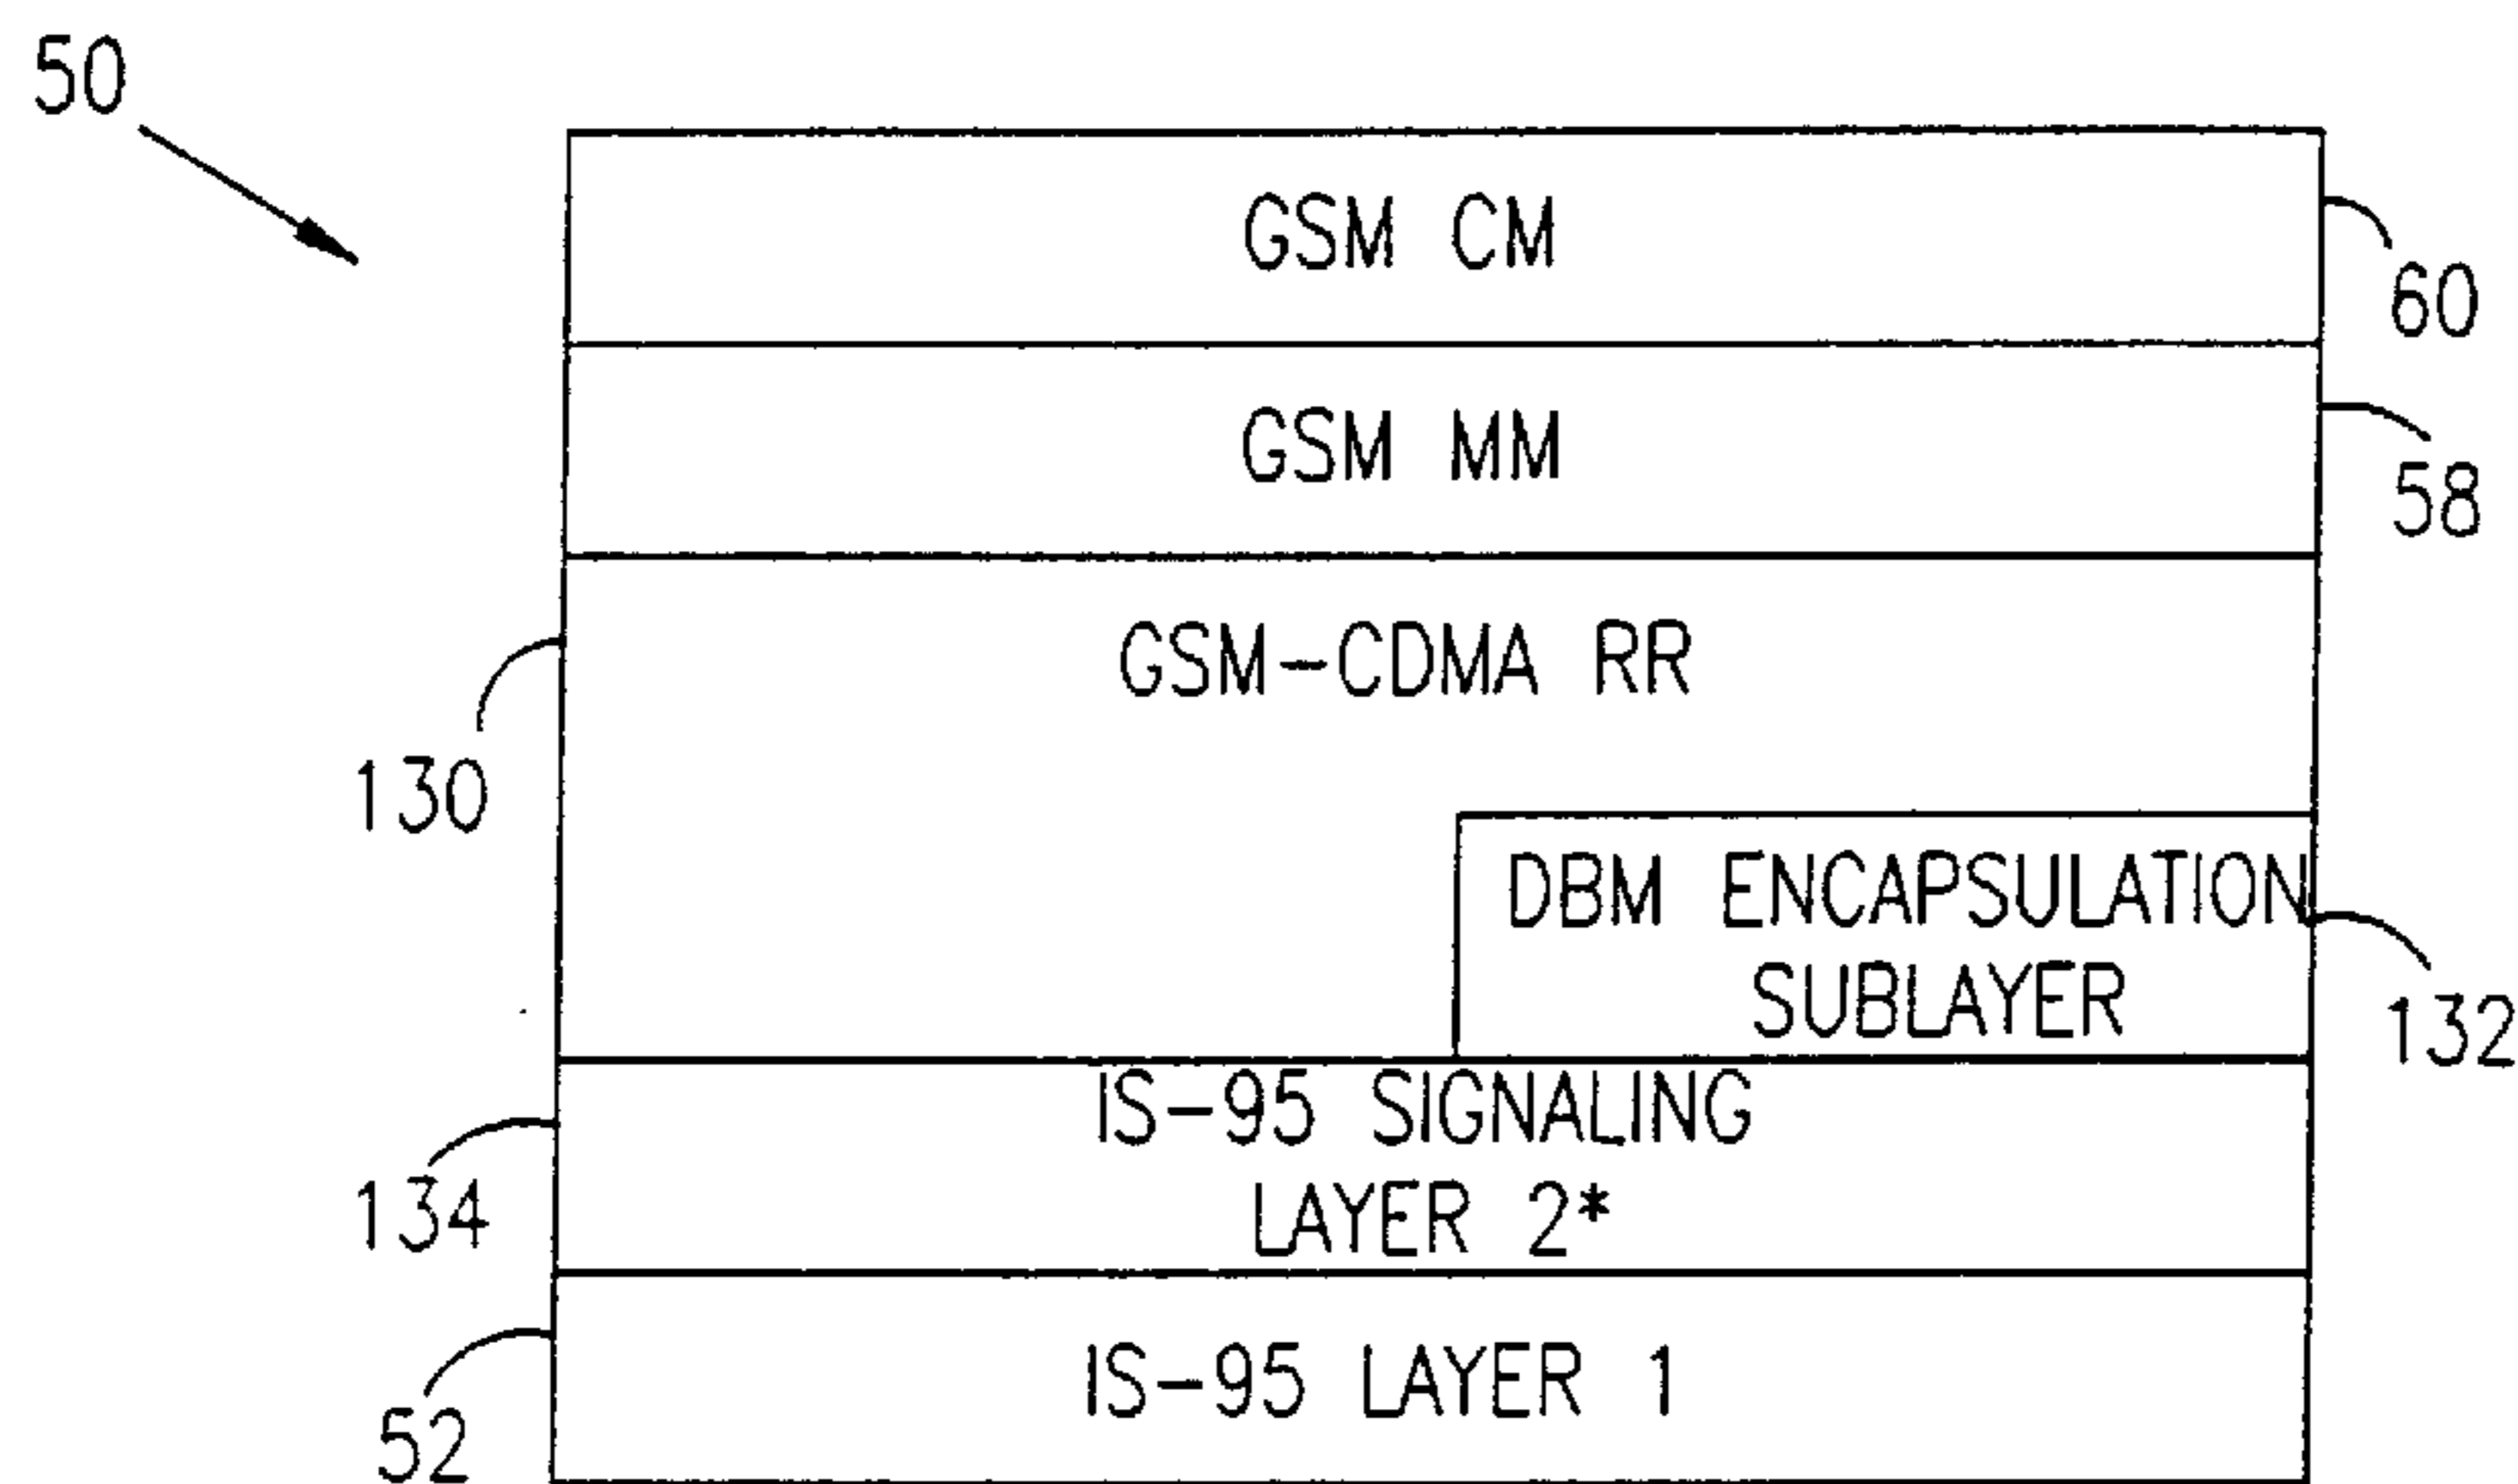 50
GSM CM
60
GSM MM
58
GSM-CDMA RR
130
DBM ENCAPSULATION
SUBLAYER
132
IS-95 SIGNALING
LAYER 2*
134
IS-95 LAYER 1
52